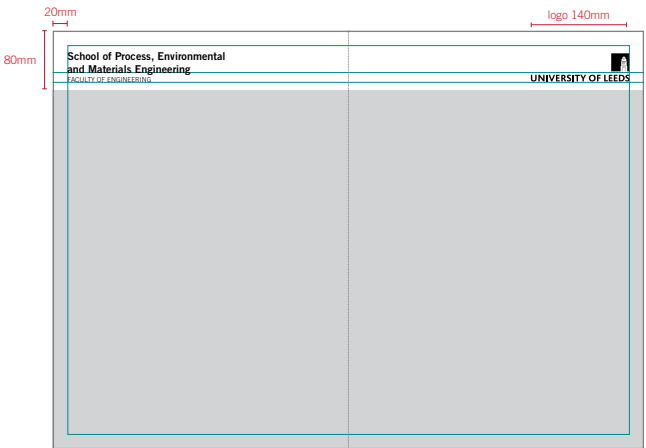 20mm
logo 140mm
80mm
School of Process, Environmental
and Materials Engineering
FACULTY OF ENGINEERING
UNIVERSITY OF LEEDS